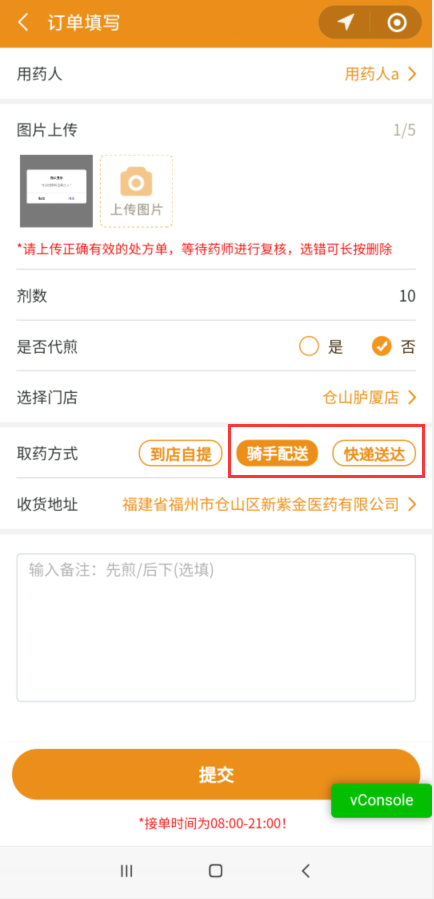 订单填写
用药人 用药人a
图片上传 1/5
上传图片
*请上传正确有效的处方单，等待药师进行复核，选错可长按删除
剂数 10
是否代煎 是 否
选择门店 仓山胪厦店
取药方式 到店自提 骑手配送 快递送达
收货地址 福建省福州市仓山区新紫金医药有限公司
输入备注：先煎/后下(选填)
提交
vConsole
*接单时间为08:00-21:00！